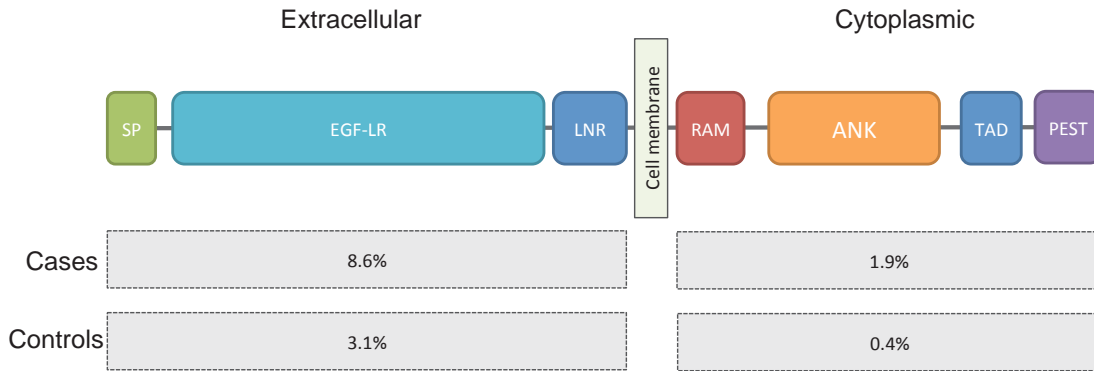 Extracellular
Cytoplasmic
SP
EGF-LR
LNR
Cell membrane
RAM
ANK
TAD
PEST
Cases
8.6%
1.9%
Controls
3.1%
0.4%